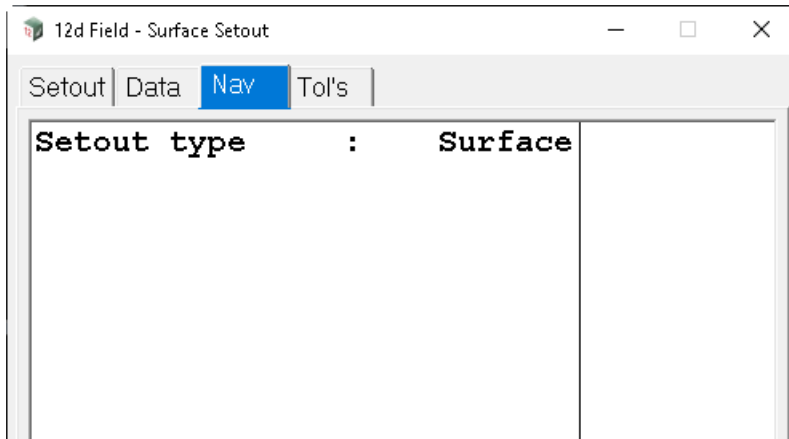 12d Field - Surface Setout
Setout Data Nav Tol's
Setout type : Surface